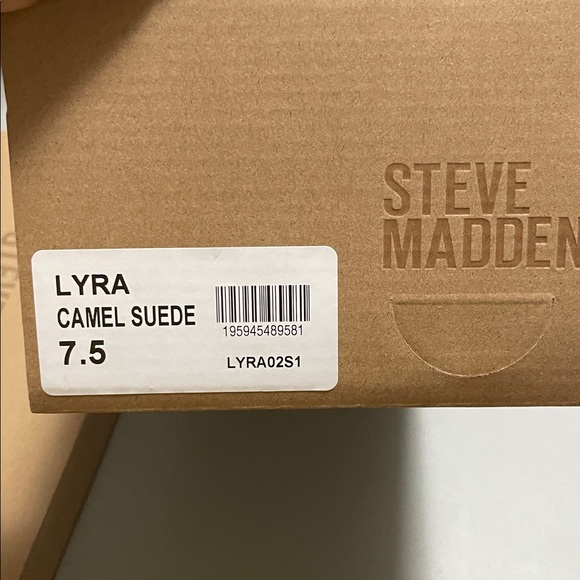 STEVE
MADDEN
LYRA
CAMEL SUEDE
7.5
195945489581
LYRA02S1